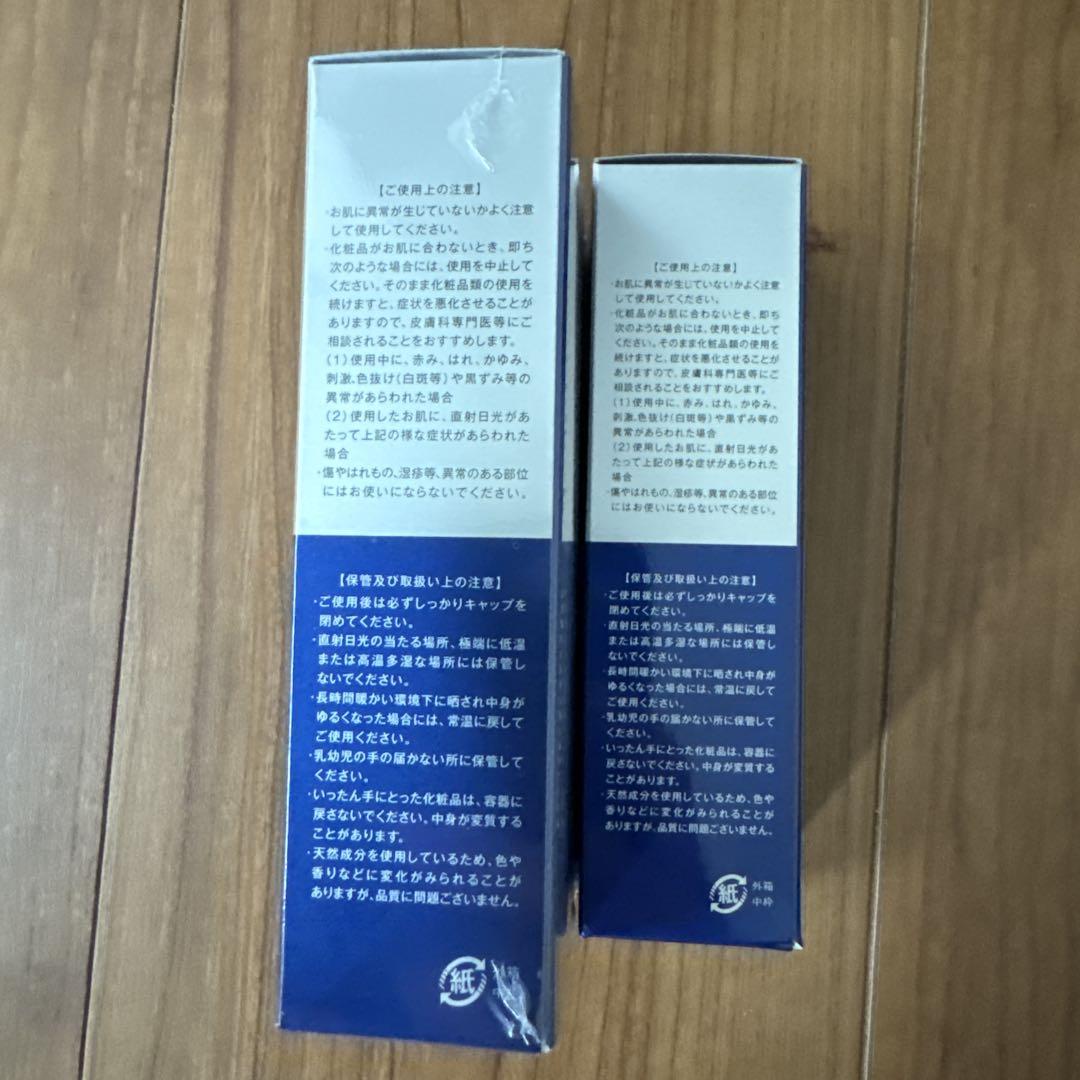 【ご使用上の注意】
・お肌に異常が生じていないかよく注意
して使用してください。
・化粧品がお肌に合わないとき、即ち
次のような場合には、使用を中止して
ください。そのまま化粧品類の使用を
続けますと、症状を悪化させることが
ありますので、皮膚科専門医等にご
相談されることをおすすめします。
(1)使用中に、赤み、はれ、かゆみ、
刺激、色抜け(白斑等)や黒ずみ等の
異常があらわれた場合
(2)使用したお肌に、直射日光があ
たって上記の様な症状があらわれた
場合
・傷やはれもの、湿疹等、異常のある部位
にはお使いにならないでください。
【保管及び取扱い上の注意】
・ご使用後は必ずしっかりキャップを
閉めてください。
・直射日光の当たる場所、極端に低温
または高温多湿な場所には保管し
ないでください。
・長時間暖かい環境下に晒され中身が
ゆるくなった場合には、常温に戻して
ご使用ください。
・乳幼児の手の届かない所に保管して
ください。
・いったん手にとった化粧品は、容器に
戻さないでください。中身が変質する
ことがあります。
・天然成分を使用しているため、色や
香りなどに変化がみられることが
ありますが、品質に問題ございません。
紙
【ご使用上の注意】
・お肌に異常が生じていないかよく注意
して使用してください。
・化粧品がお肌に合わないとき、即ち
次のような場合には、使用を中止して
ください。そのまま化粧品類の使用を
続けますと、症状を悪化させることが
ありますので、皮膚科専門医等にご
相談されることをおすすめします。
(1)使用中に、赤み、はれ、かゆみ、
刺激、色抜け(白斑等)や黒ずみ等の
異常があらわれた場合
(2)使用したお肌に、直射日光があ
たって上記の様な症状があらわれた
場合
・傷やはれもの、湿疹等、異常のある部位
にはお使いにならないでください。
【保管及び取扱い上の注意】
・ご使用後は必ずしっかりキャップを
閉めてください。
・直射日光の当たる場所、極端に低温
または高温多湿な場所には保管し
ないでください。
・長時間暖かい環境下に晒され中身が
ゆるくなった場合には、常温に戻して
ご使用ください。
・乳幼児の手の届かない所に保管して
ください。
・いったん手にとった化粧品は、容器に
戻さないでください。中身が変質する
ことがあります。
・天然成分を使用しているため、色や
香りなどに変化がみられることが
ありますが、品質に問題ございません。
紙
外箱
中枠